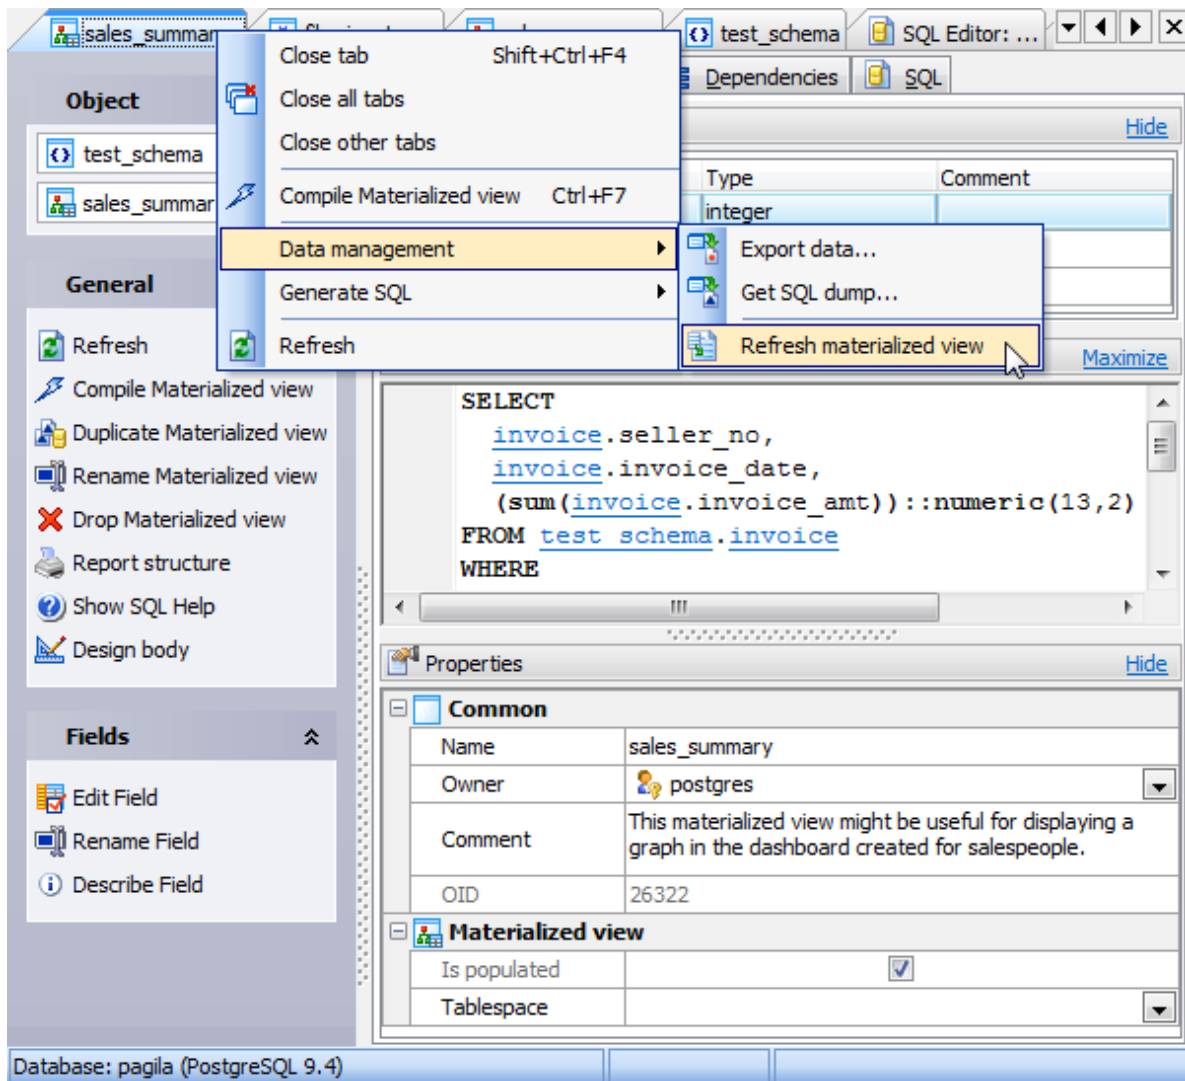 sales_summar
test_schema
SQL Editor: ...
Close tab Shift+Ctrl+F4
Close all tabs
Close other tabs
Compile Materialized view Ctrl+F7
Data management
Generate SQL
Refresh
Export data...
Get SQL dump...
Refresh materialized view
Dependencies
SQL
Hide
Type Comment
integer
Maximize
Object
test_schema
sales_summar
General
Refresh
Compile Materialized view
Duplicate Materialized view
Rename Materialized view
Drop Materialized view
Report structure
Show SQL Help
Design body
Fields
Edit Field
Rename Field
Describe Field
SELECT
invoice.seller_no,
invoice.invoice_date,
(sum(invoice.invoice_amt))::numeric(13,2)
FROM test_schema.invoice
WHERE
Properties Hide
Common
Name sales_summary
Owner postgres
Comment This materialized view might be useful for displaying a
graph in the dashboard created for salespeople.
OID 26322
Materialized view
Is populated
Tablespace
Database: pagila (PostgreSQL 9.4)